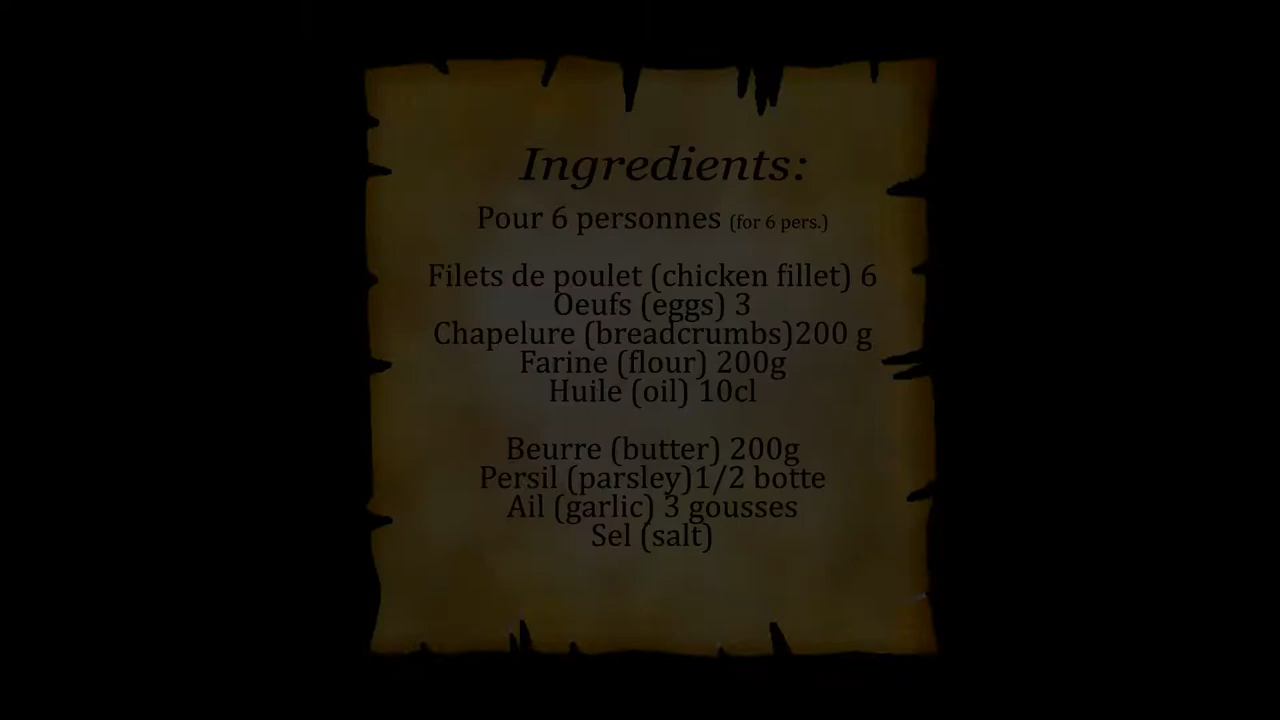 Ingredients:
Pour 6 personnes (for 6 pers.)
Filets de poulet (chicken fillet) 6
Oeufs (eggs) 3
Chapelure (breadcrumbs)200 g
Farine (flour) 200g
Huile (oil) 10cl
Beurre (butter) 200g
Persil (parsley)1/2 botte
Ail (garlic) 3 gousses
Sel (salt)